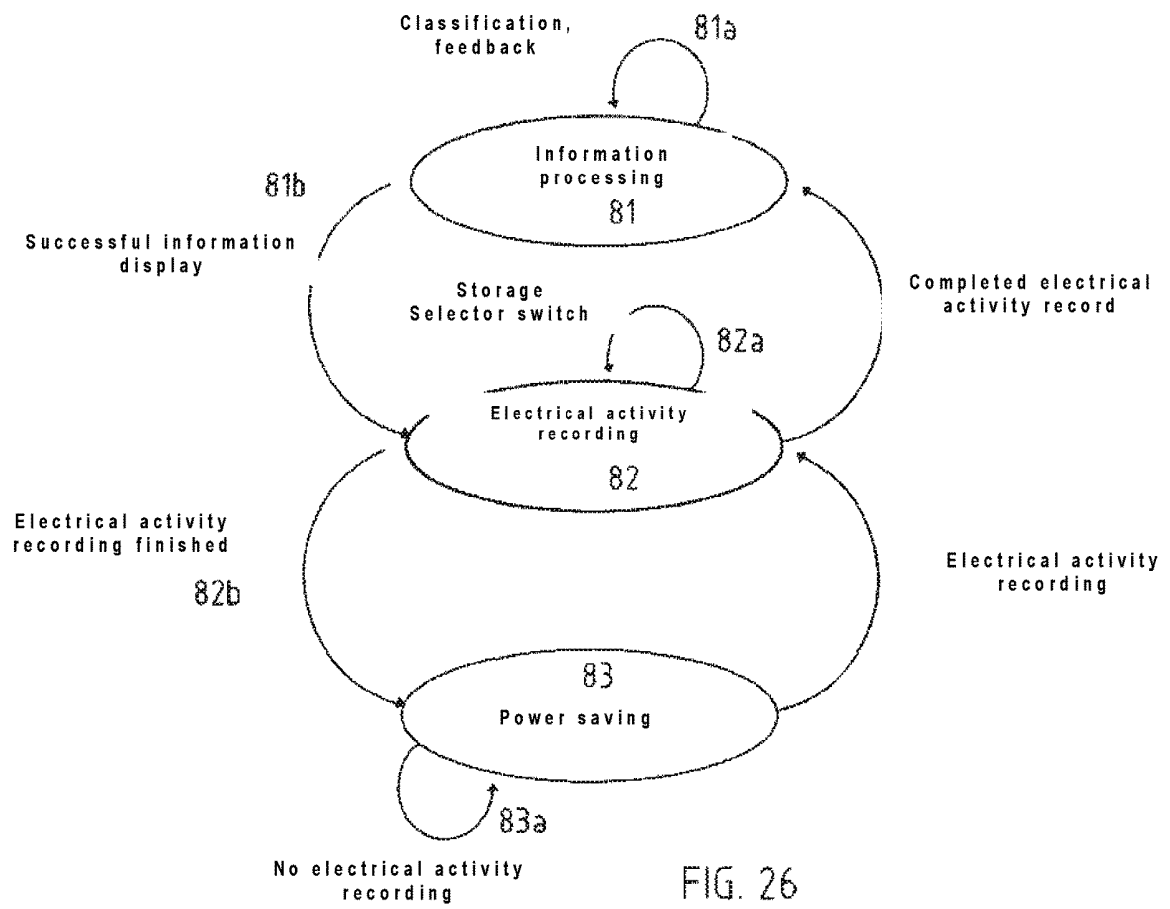 Classification,
feedback
81a
Information
processing
81
81b
Successful information
display
Storage
Selector switch
82a
Completed electrical
activity record
Electrical activity
recording
82
Electrical activity
recording finished
82b
Electrical activity
recording
83
Power saving
83a
No electrical activity
recording
FIG. 26